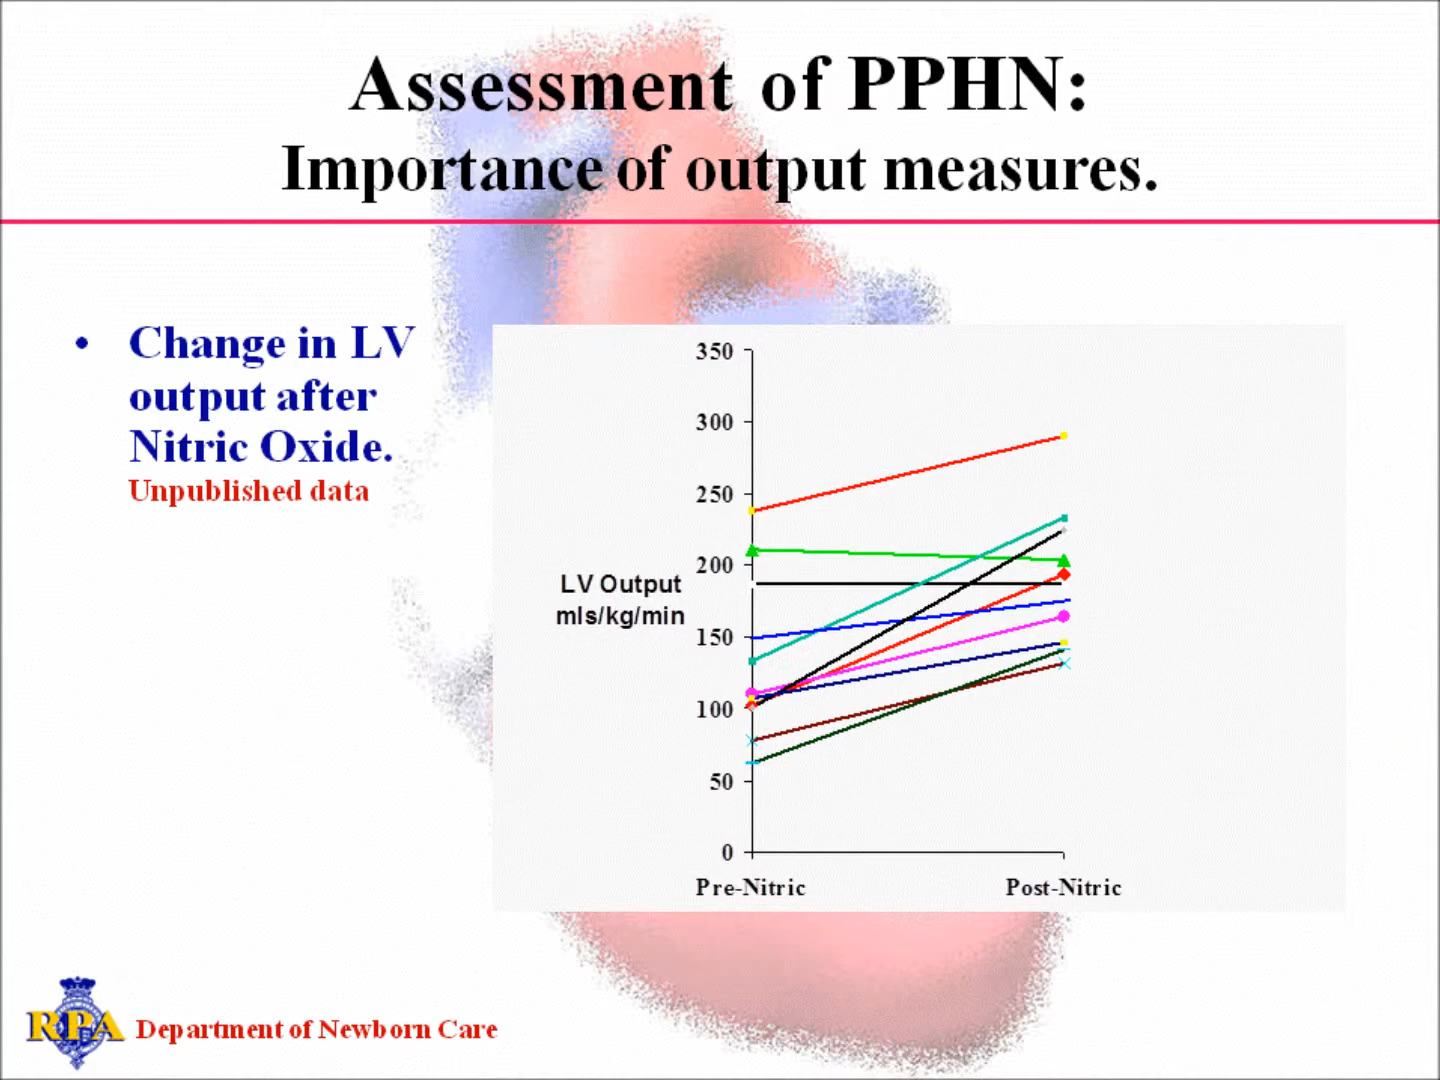 Assessment of PPHN:
Importance of output measures.
• Change in LV
output after
Nitric Oxide.
Unpublished data
350
300
250
200
150
100
50
0
LV Output
mls/kg/min
Pre-Nitric
Post-Nitric
RPA
Department of Newborn Care